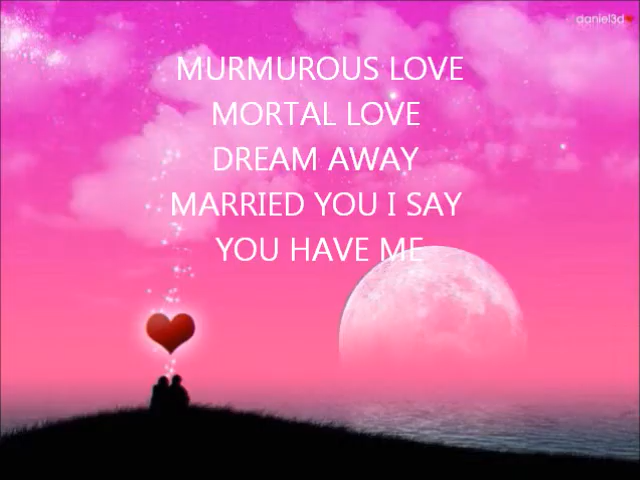 daniel3d
MURMUROUS LOVE
MORTAL LOVE
DREAM AWAY
MARRIED YOU I SAY
YOU HAVE ME